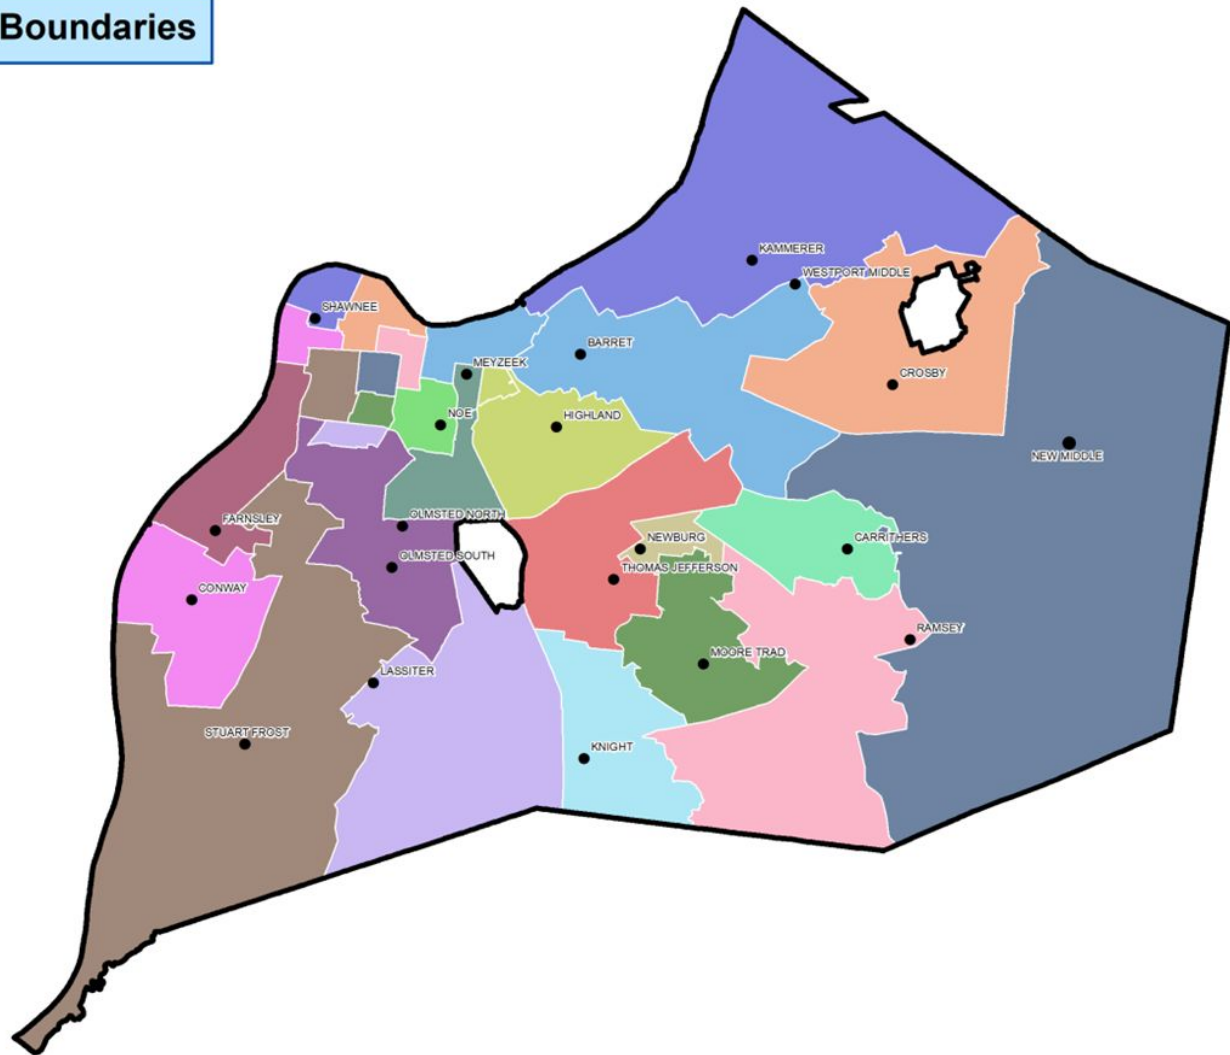 Boundaries
KAMMERER
WESTPORT MIDDLE
SHAWNEE
BARRET
MEYZEEK
CROSBY
NOE
HIGHLAND
NEW MIDDLE
OLMSTED NORTH
FARNSLEY
NEWBURG
CARRITHERS
OLMSTED SOUTH
THOMAS JEFFERSON
CONWAY
RAMSEY
MOORE TRAD
LASSITER
STUART FROST
KNIGHT